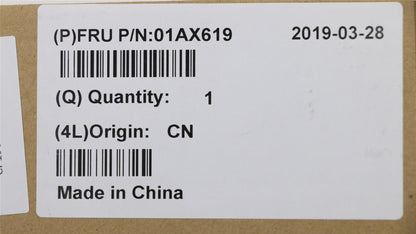 (P)FRU P/N:01AX619 2019-03-28
(Q) Quantity: 1
(4L)Origin: CN
Made in China